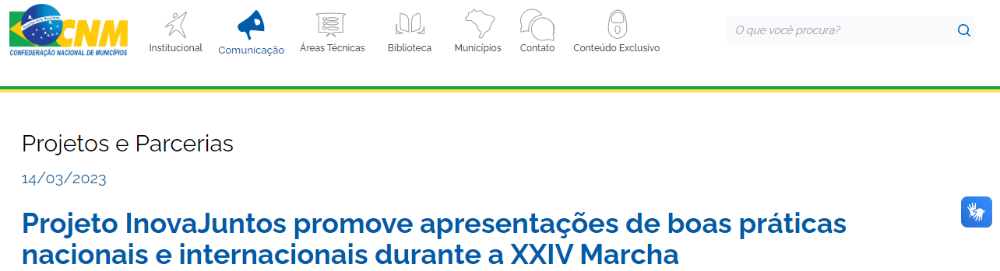 CNM
CONFEDERAÇÃO NACIONAL DE MUNICÍPIOS
Institucional
Comunicação
Áreas Técnicas
Biblioteca
Municípios
Contato
Conteúdo Exclusivo
O que você procura?
Projetos e Parcerias
14/03/2023
Projeto InovaJuntos promove apresentações de boas práticas
nacionais e internacionais durante a XXIV Marcha